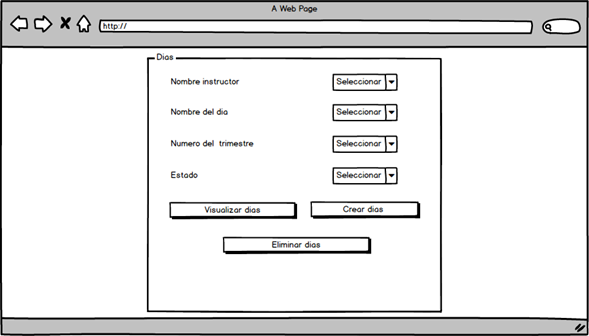 A Web Page
http://
Dias
Nombre instructor Seleccionar
Nombre del dia Seleccionar
Numero del trimestre Seleccionar
Estado Seleccionar
Visualizar dias Crear dias
Eliminar dias